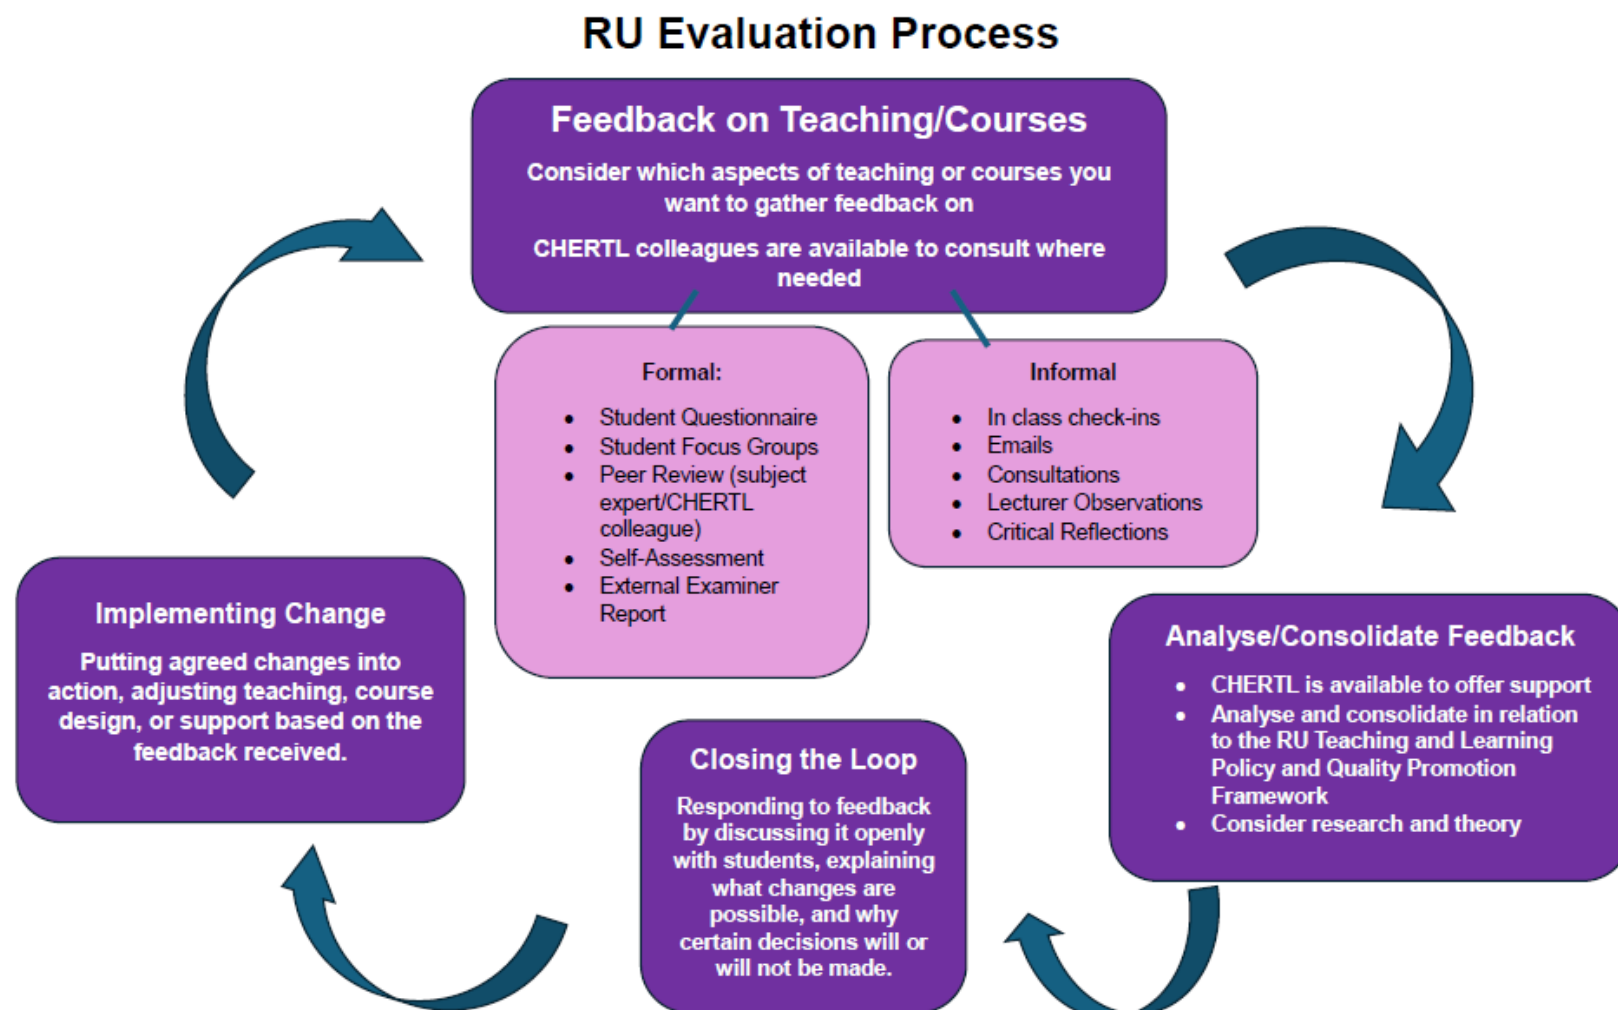 RU Evaluation Process
Feedback on Teaching/Courses
Consider which aspects of teaching or courses you
want to gather feedback on
CHERTL colleagues are available to consult where
needed
Formal:
• Student Questionnaire
• Student Focus Groups
• Peer Review (subject
expert/CHERTL
colleague)
• Self-Assessment
• External Examiner
Report
Informal
• In class check-ins
• Emails
• Consultations
• Lecturer Observations
• Critical Reflections
Analyse/Consolidate Feedback
• CHERTL is available to offer support
• Analyse and consolidate in relation
to the RU Teaching and Learning
Policy and Quality Promotion
Framework
• Consider research and theory
Closing the Loop
Responding to feedback
by discussing it openly
with students, explaining
what changes are
possible, and why
certain decisions will or
will not be made.
Implementing Change
Putting agreed changes into
action, adjusting teaching, course
design, or support based on the
feedback received.